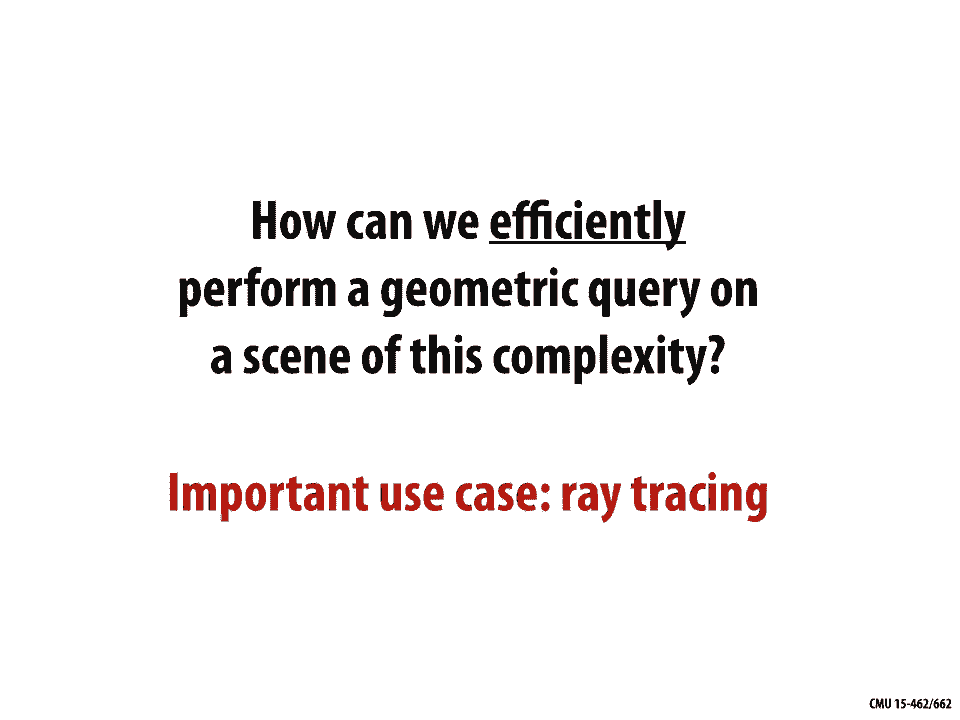 How can we efficiently
perform a geometric query on
a scene of this complexity?
Important use case: ray tracing
CMU 15-462/662